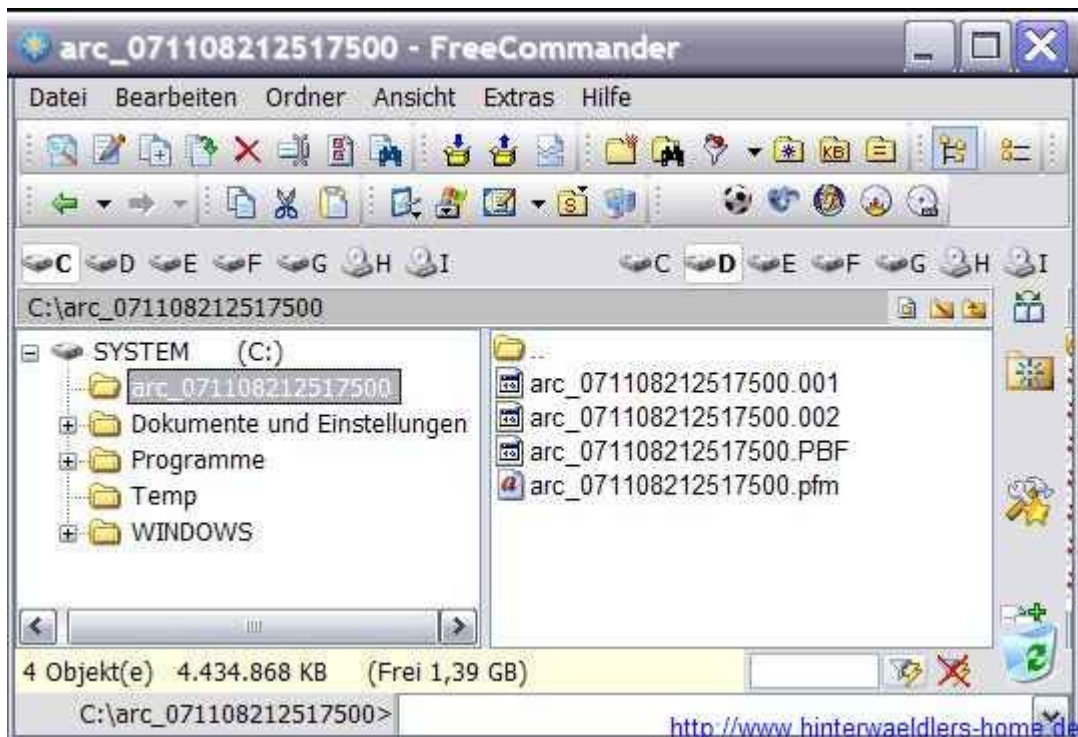 arc_071108212517500 - FreeCommander
Datei Bearbeiten Ordner Ansicht Extras Hilfe
KB
S
C D E F G H I C D E F G H I
C:\arc_071108212517500
SYSTEM (C:)
arc_071108212517500
Dokumente und Einstellungen
Programme
Temp
WINDOWS
..
arc_071108212517500.001
arc_071108212517500.002
arc_071108212517500.PBF
arc_071108212517500.pfm
4 Objekt(e) 4.434.868 KB (Frei 1,39 GB)
C:\arc_071108212517500>
http://www.hinterwaeldlers-home.de